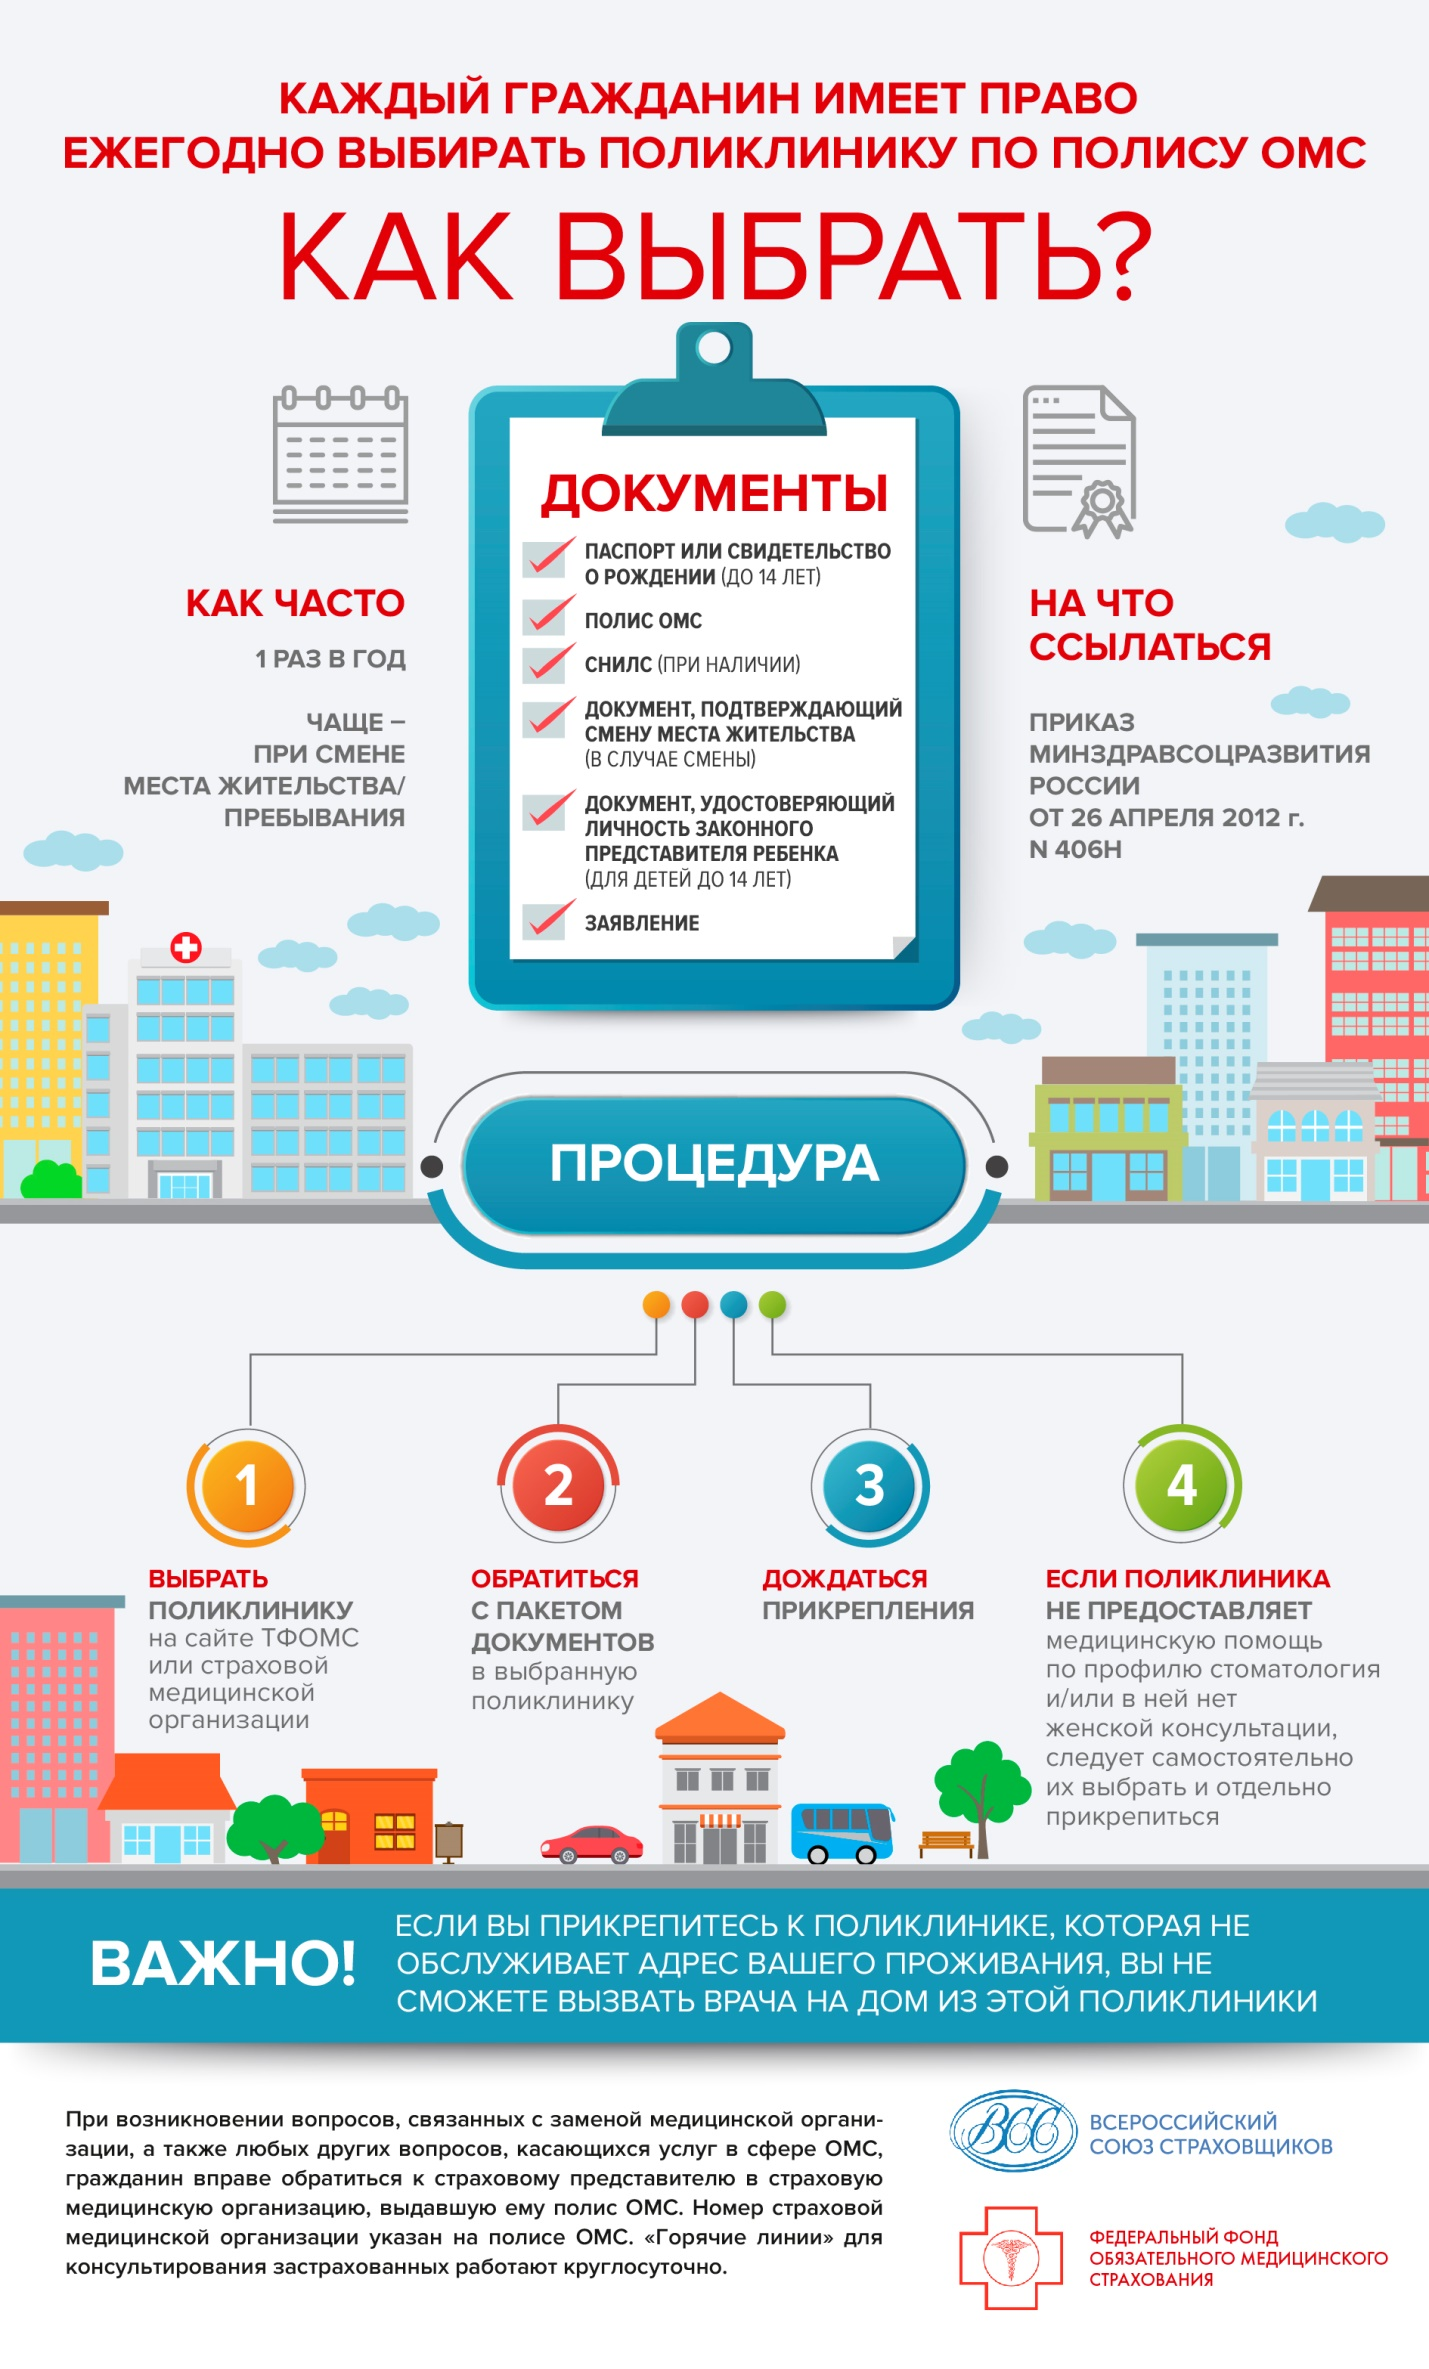 КАЖДЫЙ ГРАЖДАНИН ИМЕЕТ ПРАВО
ЕЖЕГОДНО ВЫБИРАТЬ ПОЛИКЛИНИКУ ПО ПОЛИСУ ОМС
КАК ВЫБРАТЬ?
КАК ЧАСТО
1 РАЗ В ГОД
ЧАЩЕ –
ПРИ СМЕНЕ
МЕСТА ЖИТЕЛЬСТВА/
ПРЕБЫВАНИЯ
ДОКУМЕНТЫ
ПАСПОРТ ИЛИ СВИДЕТЕЛЬСТВО
О РОЖДЕНИИ (ДО 14 ЛЕТ)
ПОЛИС ОМС
СНИЛС (ПРИ НАЛИЧИИ)
ДОКУМЕНТ, ПОДТВЕРЖДАЮЩИЙ
СМЕНУ МЕСТА ЖИТЕЛЬСТВА
(В СЛУЧАЕ СМЕНЫ)
ДОКУМЕНТ, УДОСТОВЕРЯЮЩИЙ
ЛИЧНОСТЬ ЗАКОННОГО
ПРЕДСТАВИТЕЛЯ РЕБЕНКА
(ДЛЯ ДЕТЕЙ ДО 14 ЛЕТ)
ЗАЯВЛЕНИЕ
НА ЧТО
ССЫЛАТЬСЯ
ПРИКАЗ
МИНЗДРАВСОЦРАЗВИТИЯ
РОССИИ
ОТ 26 АПРЕЛЯ 2012 г.
N 406Н
ПРОЦЕДУРА
1
ВЫБРАТЬ
ПОЛИКЛИНИКУ
на сайте ТФОМС
или страховой
медицинской
организации
2
ОБРАТИТЬСЯ
С ПАКЕТОМ
ДОКУМЕНТОВ
в выбранную
поликлинику
3
ДОЖДАТЬСЯ
ПРИКРЕПЛЕНИЯ
4
ЕСЛИ ПОЛИКЛИНИКА
НЕ ПРЕДОСТАВЛЯЕТ
медицинскую помощь
по профилю стоматология
и/или в ней нет
женской консультации,
следует самостоятельно
их выбрать и отдельно
прикрепиться
ВАЖНО!
ЕСЛИ ВЫ ПРИКРЕПИТЕСЬ К ПОЛИКЛИНИКЕ, КОТОРАЯ НЕ
ОБСЛУЖИВАЕТ АДРЕС ВАШЕГО ПРОЖИВАНИЯ, ВЫ НЕ
СМОЖЕТЕ ВЫЗВАТЬ ВРАЧА НА ДОМ ИЗ ЭТОЙ ПОЛИКЛИНИКИ
При возникновении вопросов, связанных с заменой медицинской органи-
зации, а также любых других вопросов, касающихся услуг в сфере ОМС,
гражданин вправе обратиться к страховому представителю в страховую
медицинскую организацию, выдавшую ему полис ОМС. Номер страховой
медицинской организации указан на полисе ОМС. «Горячие линии» для
консультирования застрахованных работают круглосуточно.
ВСС
ВСЕРОССИЙСКИЙ
СОЮЗ СТРАХОВЩИКОВ
ФЕДЕРАЛЬНЫЙ ФОНД
ОБЯЗАТЕЛЬНОГО МЕДИЦИНСКОГО
СТРАХОВАНИЯ